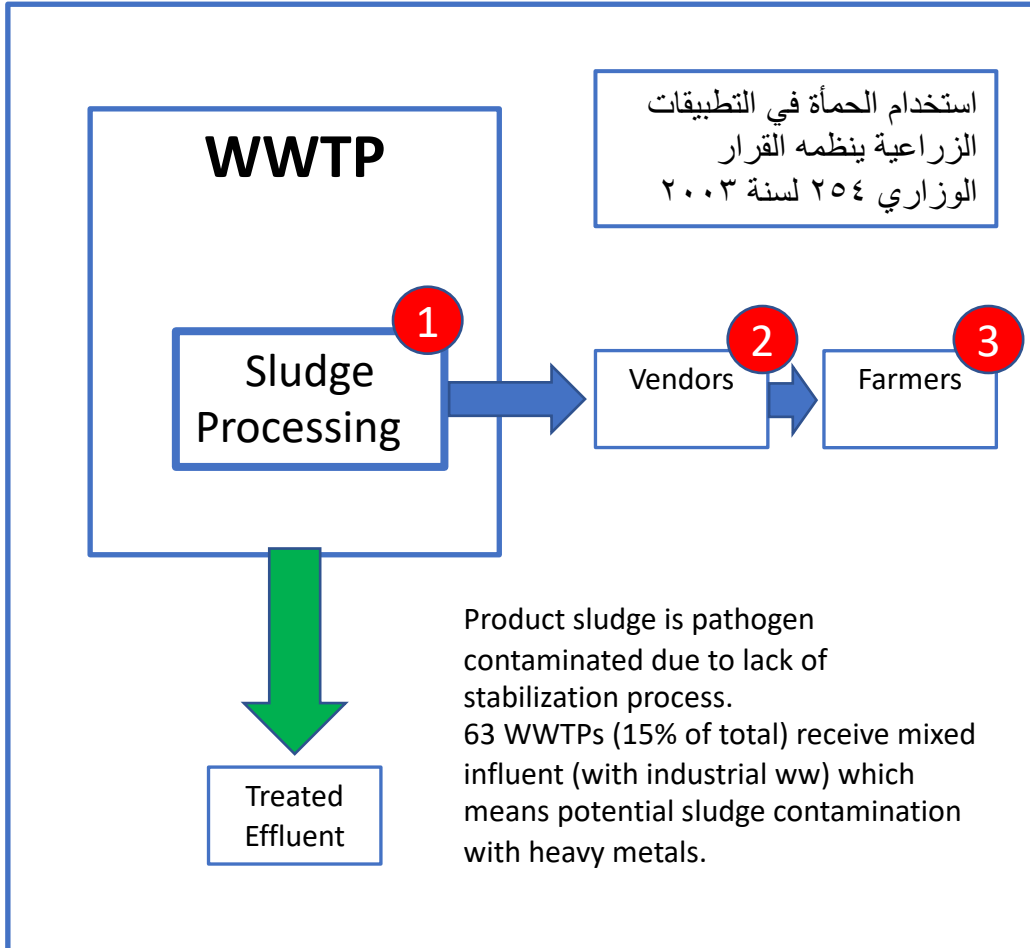 WWTP
استخدام الحمأة في التطبيقات
الزراعية ينظمه القرار
الوزاري ٢٥٤ لسنة ٢٠٠٣
1
Sludge
Processing
2
Vendors
3
Farmers
Product sludge is pathogen
contaminated due to lack of
stabilization process.
63 WWTPs (15% of total) receive mixed
influent (with industrial ww) which
means potential sludge contamination
with heavy metals.
Treated
Effluent